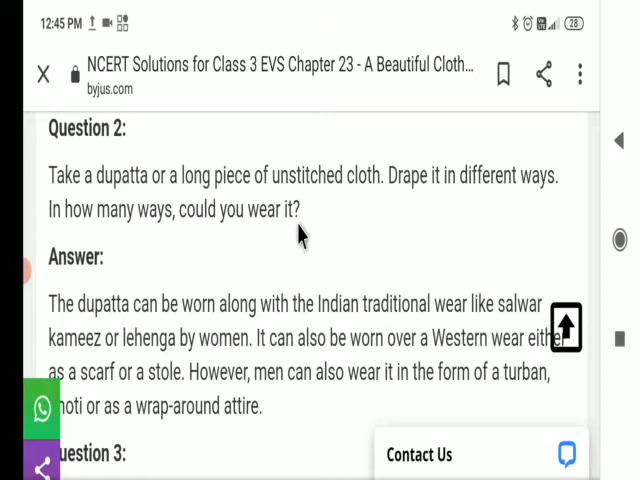 12:45 PM
28
NCERT Solutions for Class 3 EVS Chapter 23 - A Beautiful Cloth...
byjus.com
Question 2:
Take a dupatta or a long piece of unstitched cloth. Drape it in different ways.
In how many ways, could you wear it?
Answer:
The dupatta can be worn along with the Indian traditional wear like salwar
kameez or lehenga by women. It can also be worn over a Western wear either
as a scarf or a stole. However, men can also wear it in the form of a turban,
hoti or as a wrap-around attire.
uestion 3:
Contact Us